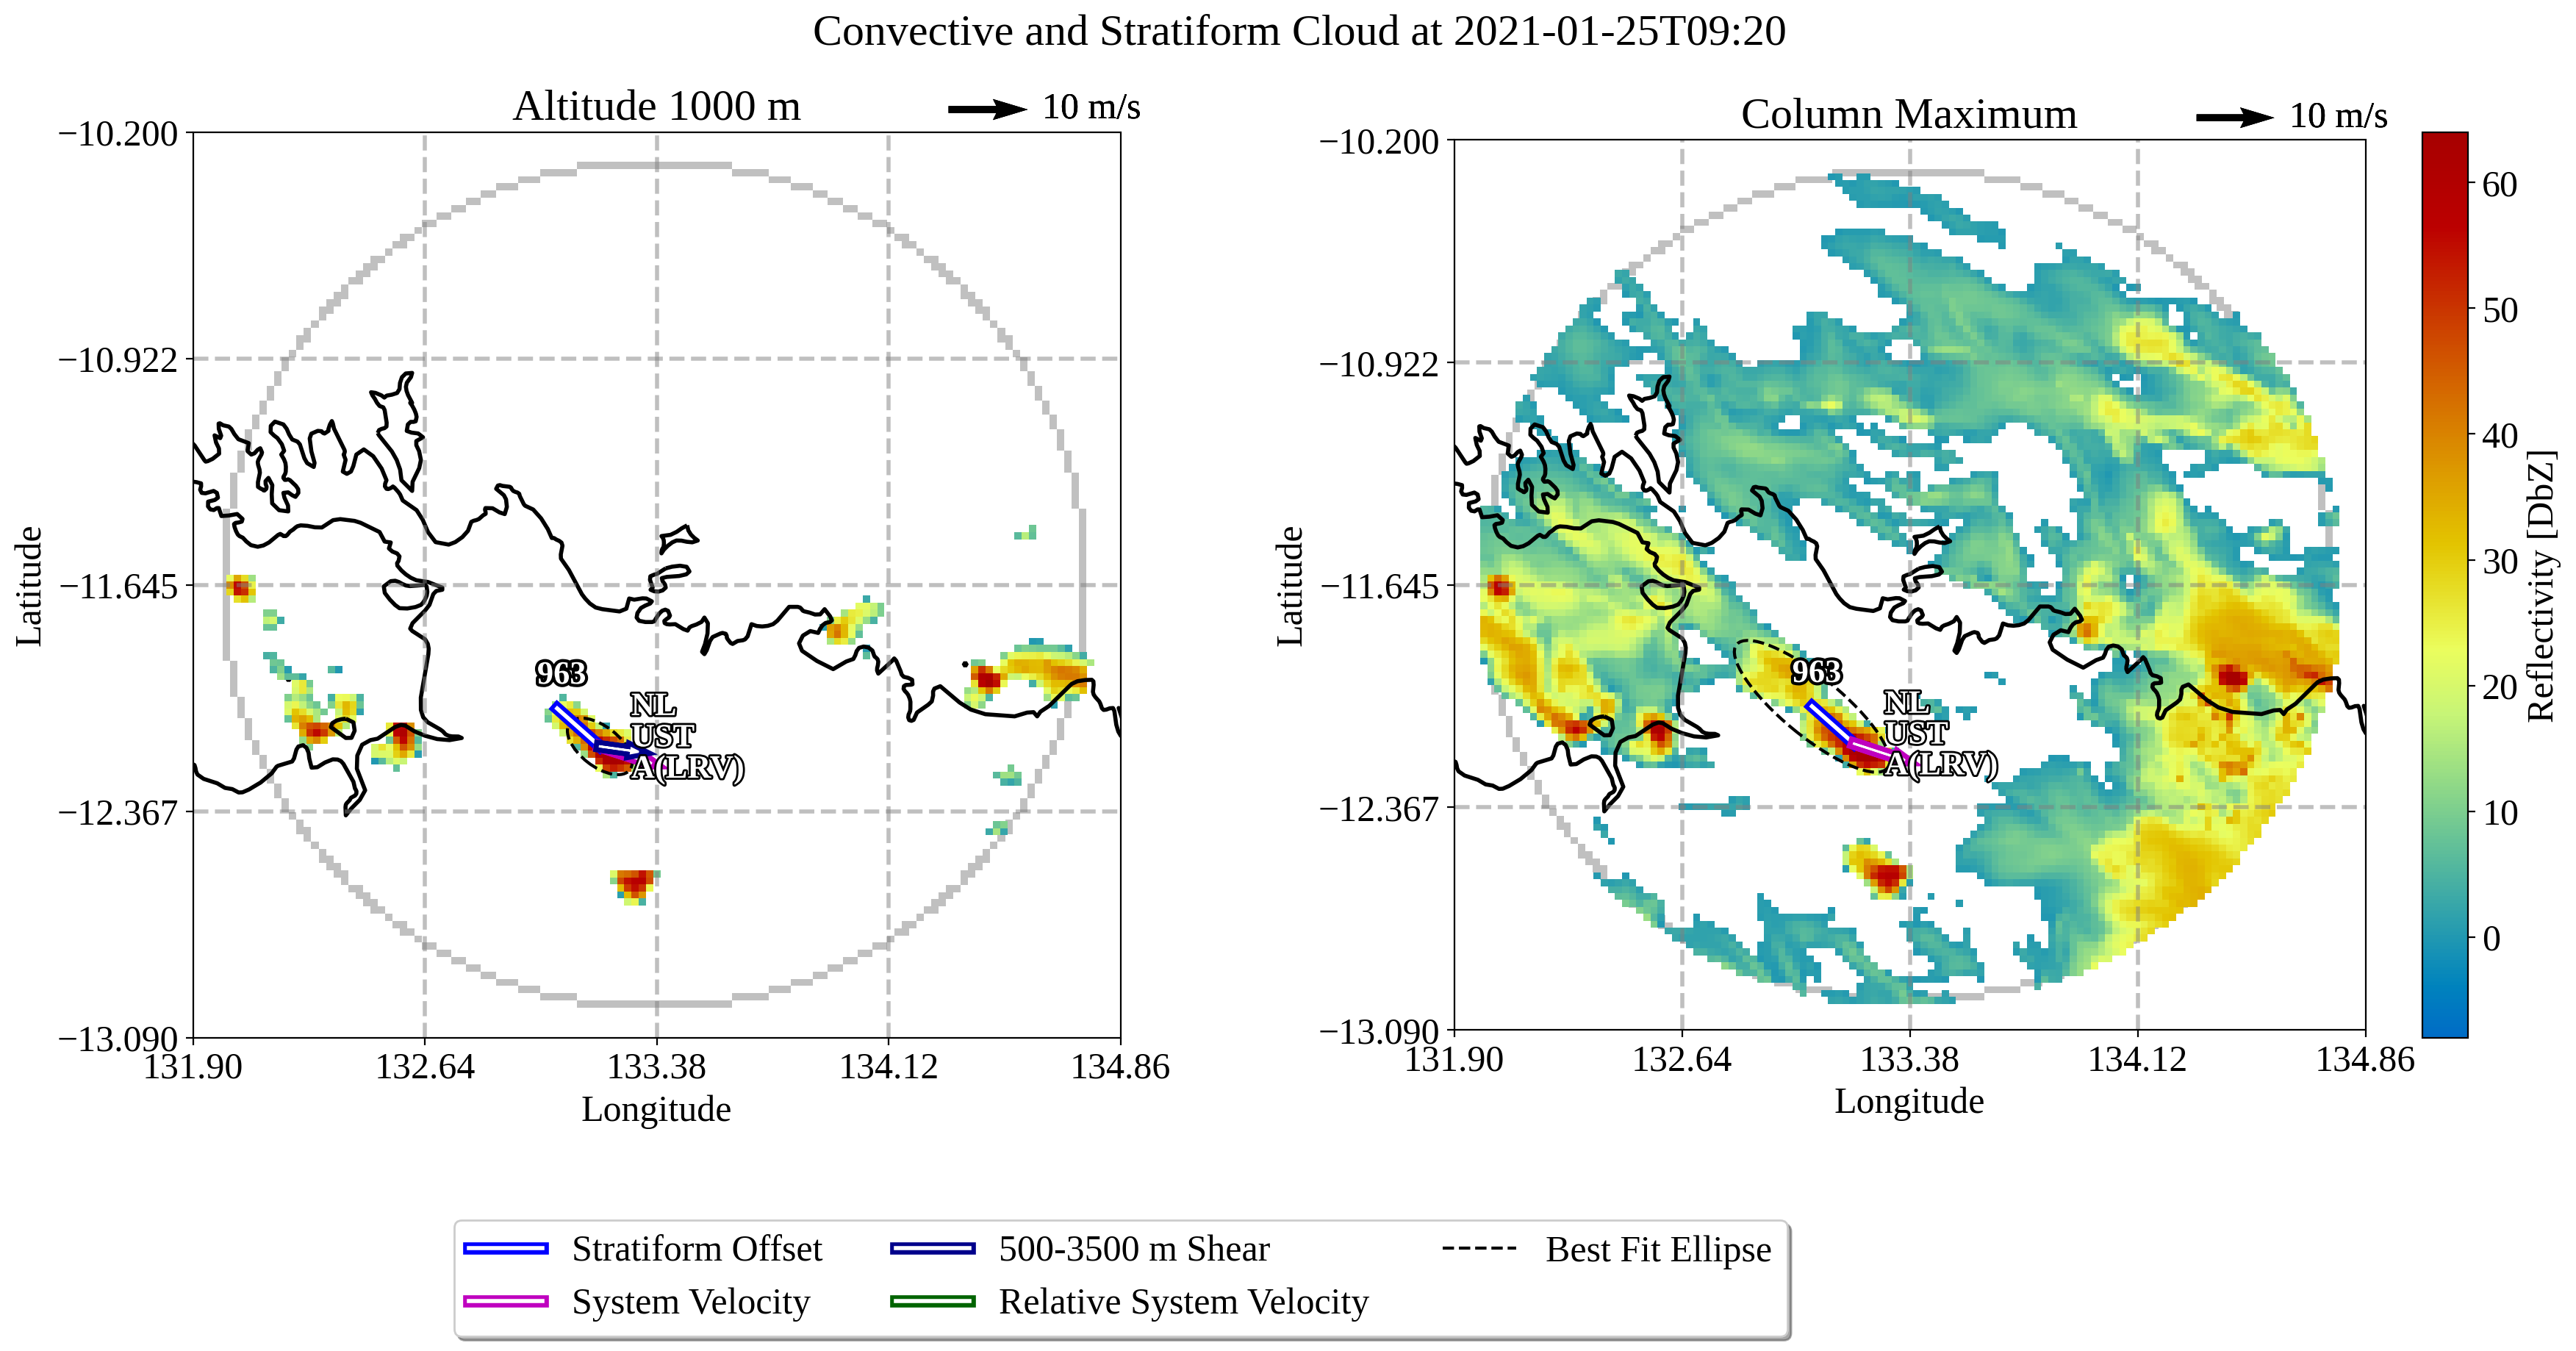 Convective and Stratiform Cloud at 2021-01-25T09:20
Altitude 1000 m
10 m/s
−10.200
−10.922
−11.645
−12.367
−13.090
Latitude
963
NL
UST
A(LRV)
131.90
132.64
133.38
134.12
134.86
Longitude
Column Maximum
10 m/s
−10.200
−10.922
−11.645
−12.367
−13.090
Latitude
963
NL
UST
A(LRV)
131.90
132.64
133.38
134.12
134.86
Longitude
60
50
40
30
20
10
0
Reflectivity [DbZ]
Stratiform Offset
System Velocity
500-3500 m Shear
Relative System Velocity
Best Fit Ellipse